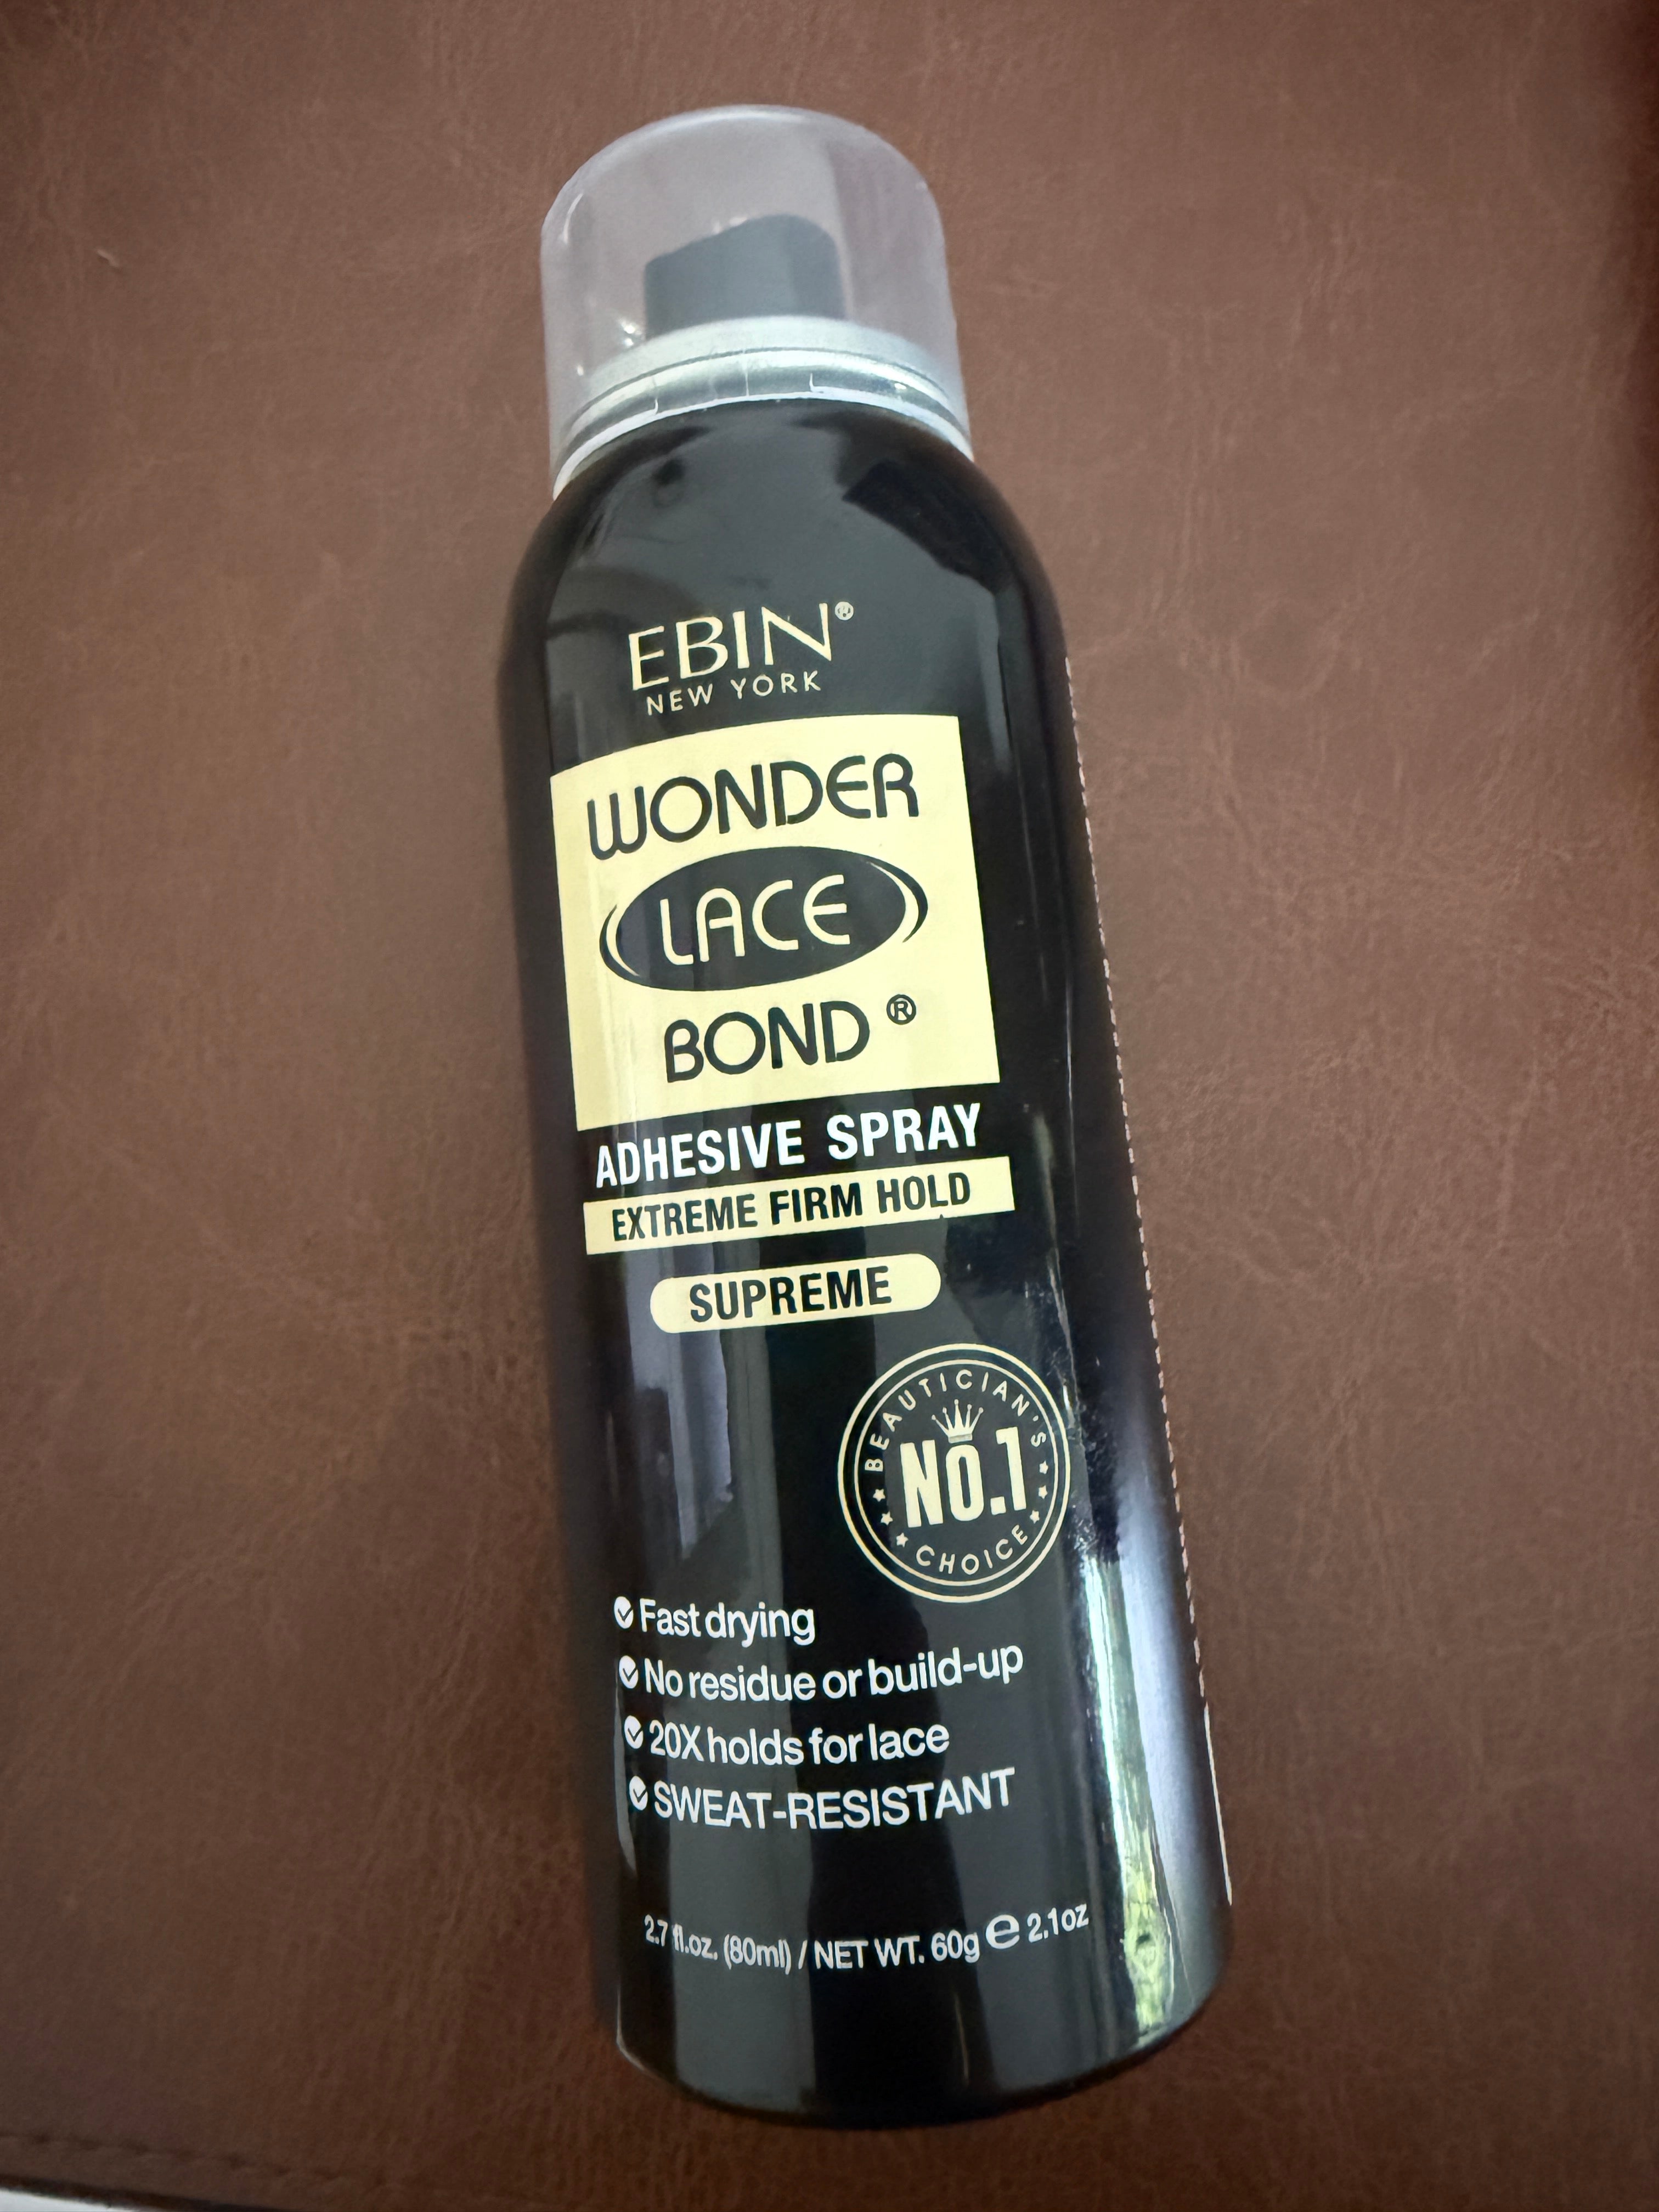 EBIN®
NEW YORK
WONDER
LACE
BOND®
ADHESIVE SPRAY
EXTREME FIRM HOLD
SUPREME
BEAUTICIAN'S
NO.1
CHOICE
Fast drying
No residue or build-up
20X holds for lace
SWEAT-RESISTANT
2.7 fl.oz. (80ml) / NET WT. 60g ℮ 2.1oz